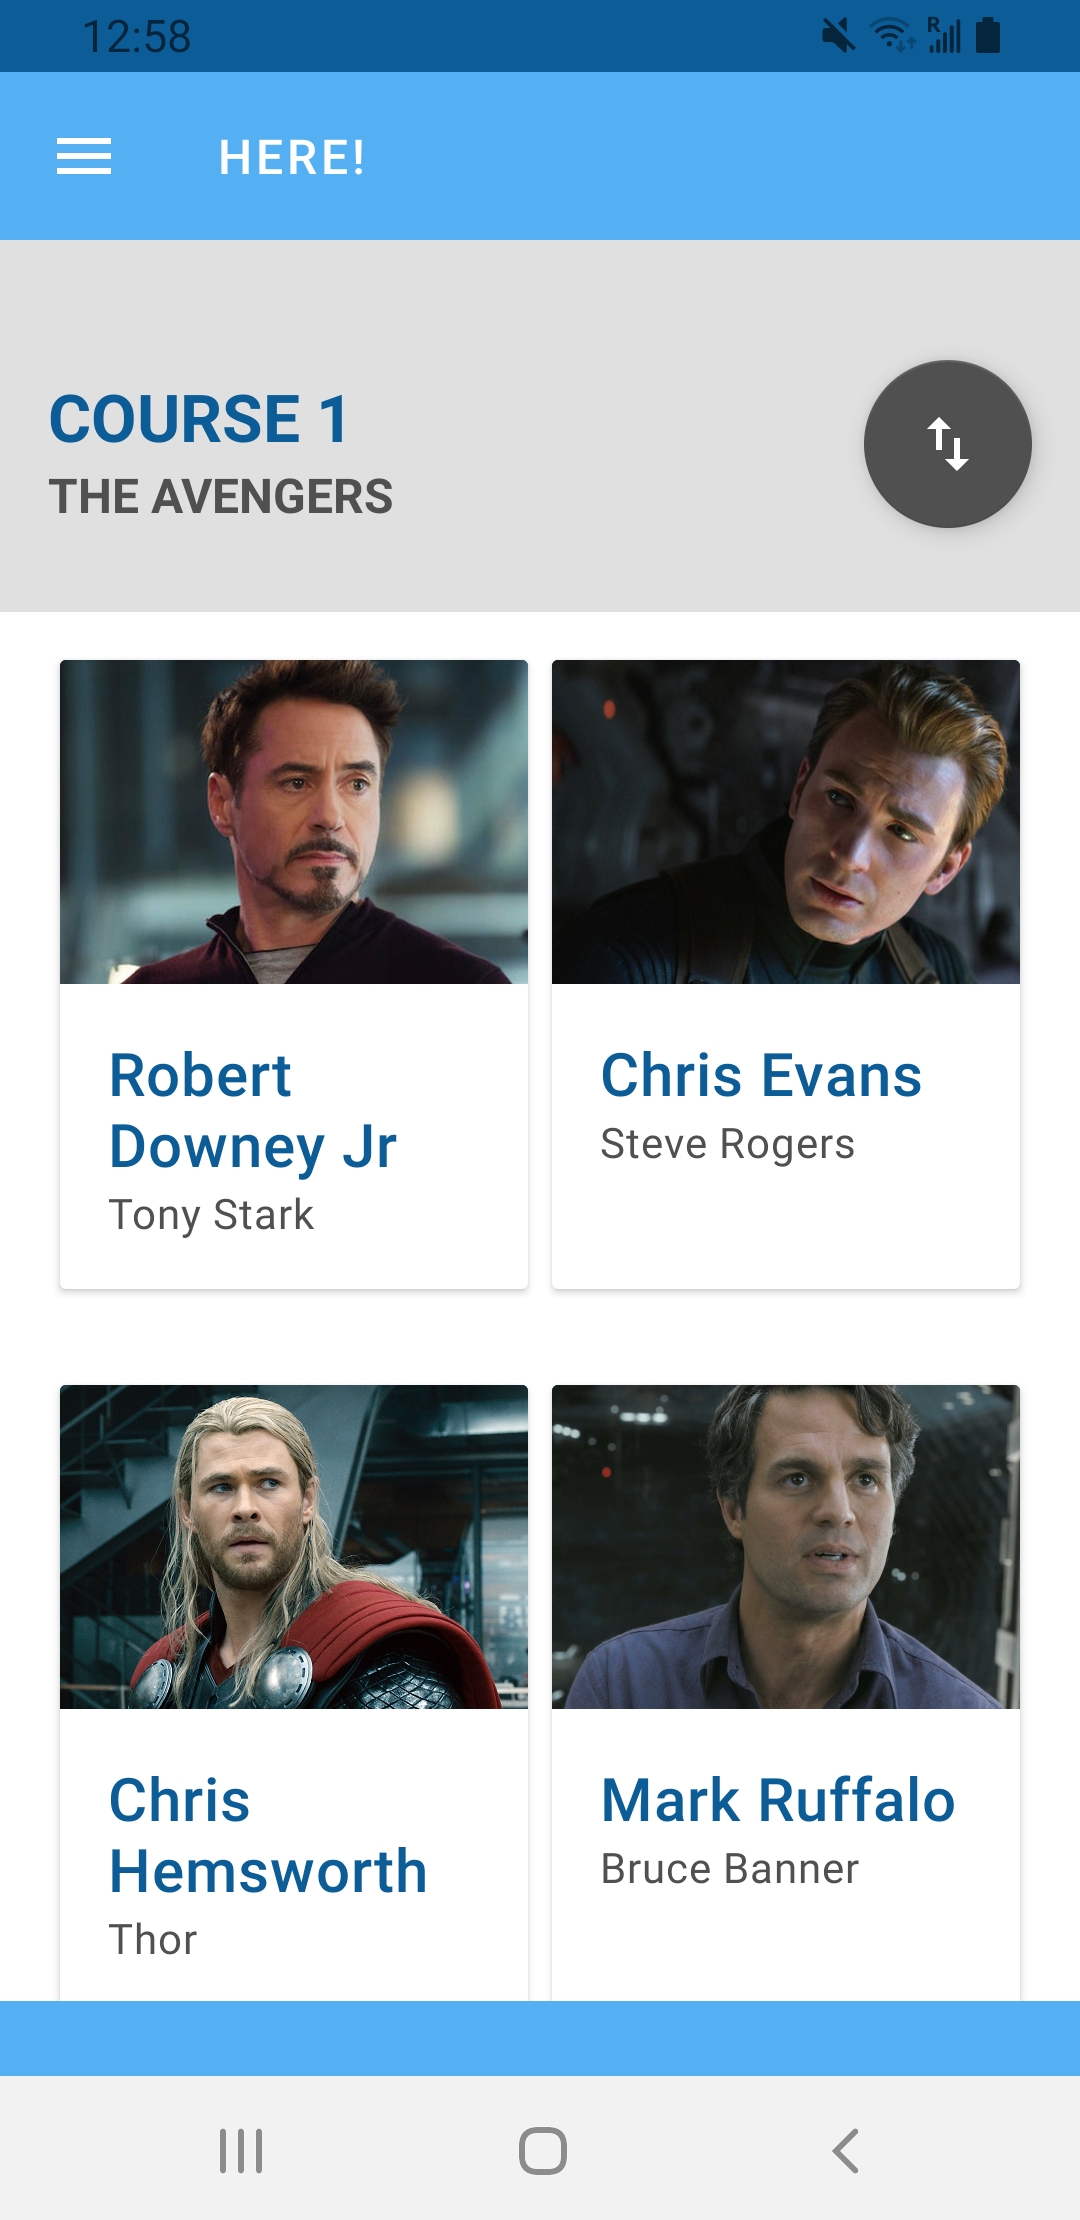 12:58
R
HERE!
COURSE 1
THE AVENGERS
Robert
Downey Jr
Tony Stark
Chris Evans
Steve Rogers
Chris
Hemsworth
Thor
Mark Ruffalo
Bruce Banner